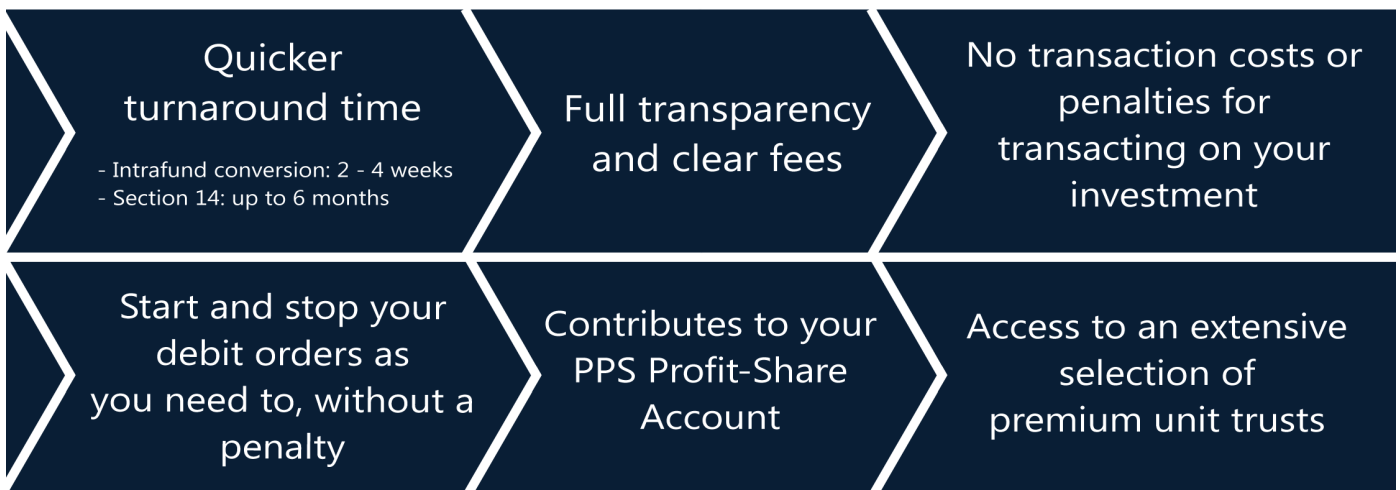 Quicker
turnaround time
- Intrafund conversion: 2 - 4 weeks
- Section 14: up to 6 months
Full transparency
and clear fees
No transaction costs or
penalties for
transacting on your
investment
Start and stop your
debit orders as
you need to, without a
penalty
Contributes to your
PPS Profit-Share
Account
Access to an extensive
selection of
premium unit trusts